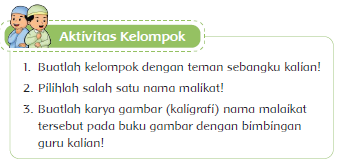 Aktivitas Kelompok
1. Buatlah kelompok dengan teman sebangku kalian!
2. Pilihlah salah satu nama malikat!
3. Buatlah karya gambar (kaligrafi) nama malaikat
tersebut pada buku gambar dengan bimbingan
guru kalian!